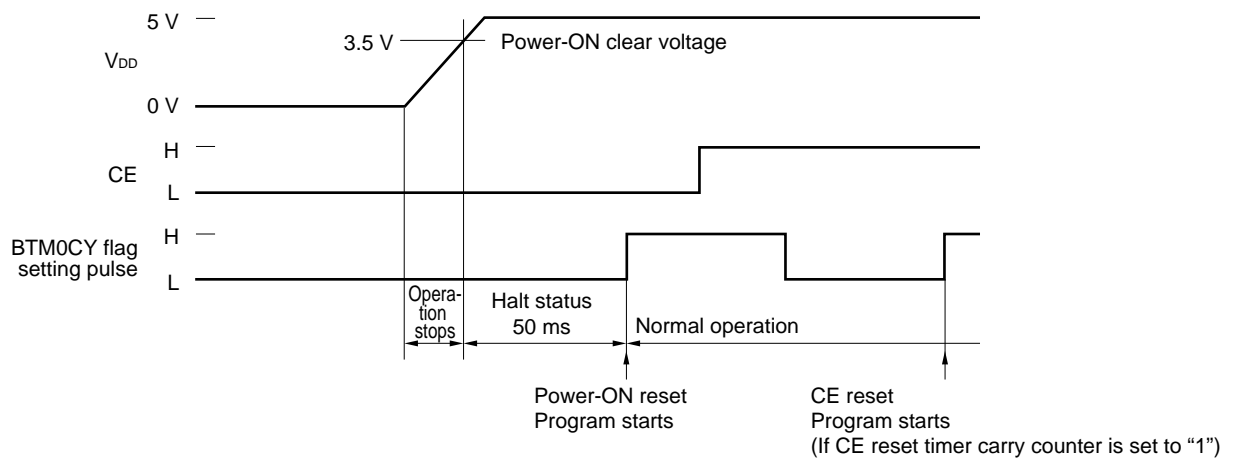 5 V
3.5 V
Power-ON clear voltage
VDD
0 V
H
CE
L
H
BTM0CY flag
setting pulse
L
Opera-
tion
stops
Halt status
50 ms
Normal operation
Power-ON reset
Program starts
CE reset
Program starts
(If CE reset timer carry counter is set to “1”)